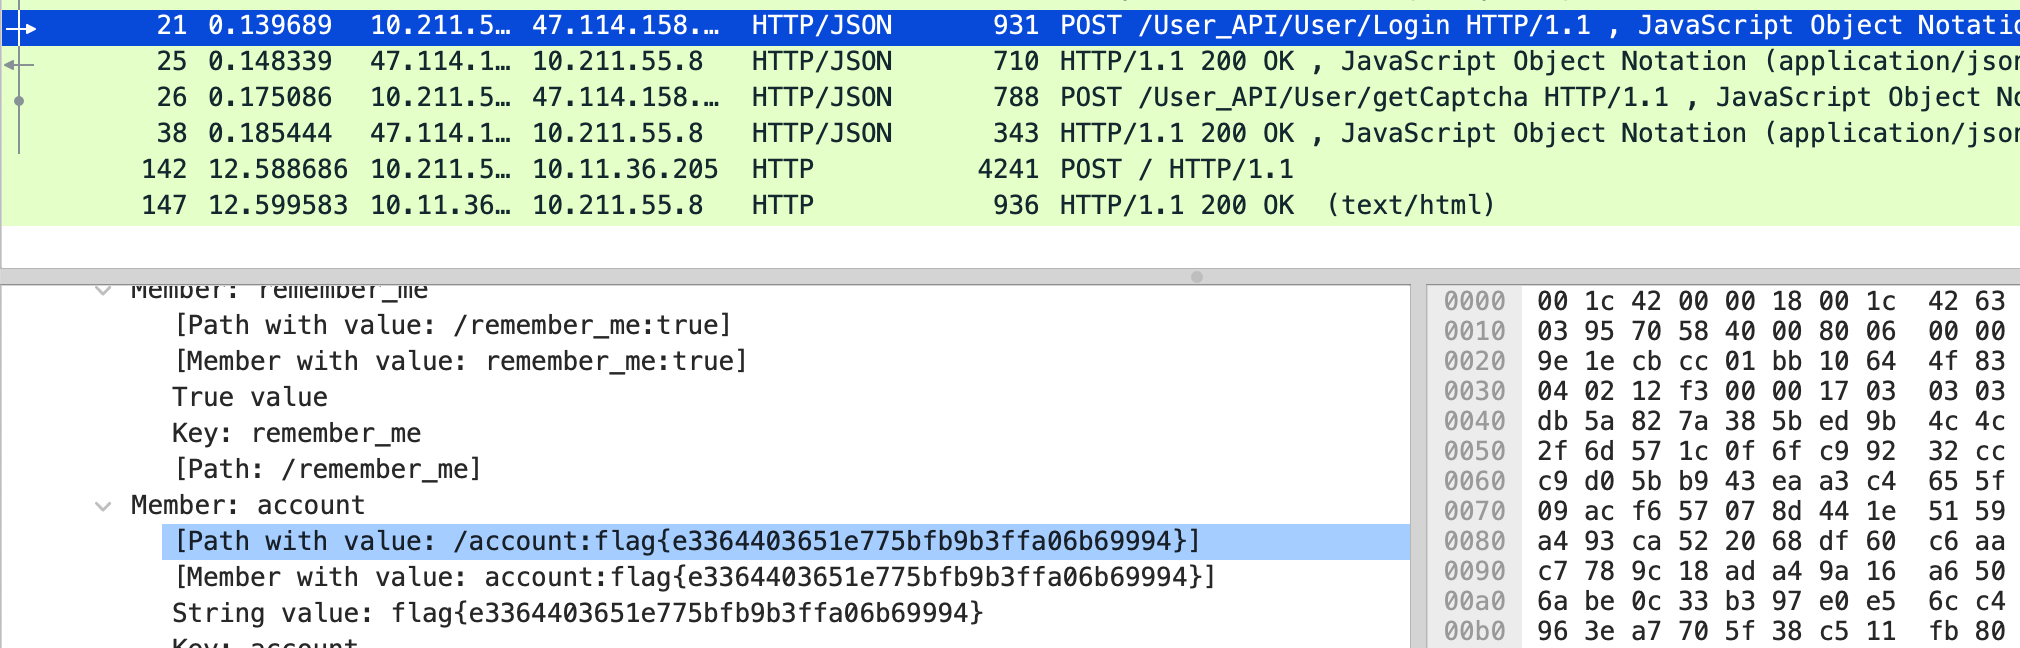 21 0.139689 10.211.5… 47.114.158.… HTTP/JSON 931 POST /User_API/User/Login HTTP/1.1 , JavaScript Object Notatio
25 0.148339 47.114.1… 10.211.55.8 HTTP/JSON 710 HTTP/1.1 200 OK , JavaScript Object Notation (application/json
26 0.175086 10.211.5… 47.114.158.… HTTP/JSON 788 POST /User_API/User/getCaptcha HTTP/1.1 , JavaScript Object No
38 0.185444 47.114.1… 10.211.55.8 HTTP/JSON 343 HTTP/1.1 200 OK , JavaScript Object Notation (application/json
142 12.588686 10.211.5… 10.11.36.205 HTTP 4241 POST / HTTP/1.1
147 12.599583 10.11.36… 10.211.55.8 HTTP 936 HTTP/1.1 200 OK (text/html)
Member: remember_me
[Path with value: /remember_me:true]
[Member with value: remember_me:true]
True value
Key: remember_me
[Path: /remember_me]
Member: account
[Path with value: /account:flag{e3364403651e775bfb9b3ffa06b69994}]
[Member with value: account:flag{e3364403651e775bfb9b3ffa06b69994}]
String value: flag{e3364403651e775bfb9b3ffa06b69994}
Key: account
0000 00 1c 42 00 00 18 00 1c 42 63
0010 03 95 70 58 40 00 80 06 00 00
0020 9e 1e cb cc 01 bb 10 64 4f 83
0030 04 02 12 f3 00 00 17 03 03 03
0040 db 5a 82 7a 38 5b ed 9b 4c 4c
0050 2f 6d 57 1c 0f 6f c9 92 32 cc
0060 c9 d0 5b b9 43 ea a3 c4 65 5f
0070 09 ac f6 57 07 8d 44 1e 51 59
0080 a4 93 ca 52 20 68 df 60 c6 aa
0090 c7 78 9c 18 ad a4 9a 16 a6 50
00a0 6a be 0c 33 b3 97 e0 e5 6c c4
00b0 96 3e a7 70 5f 38 c5 11 fb 80